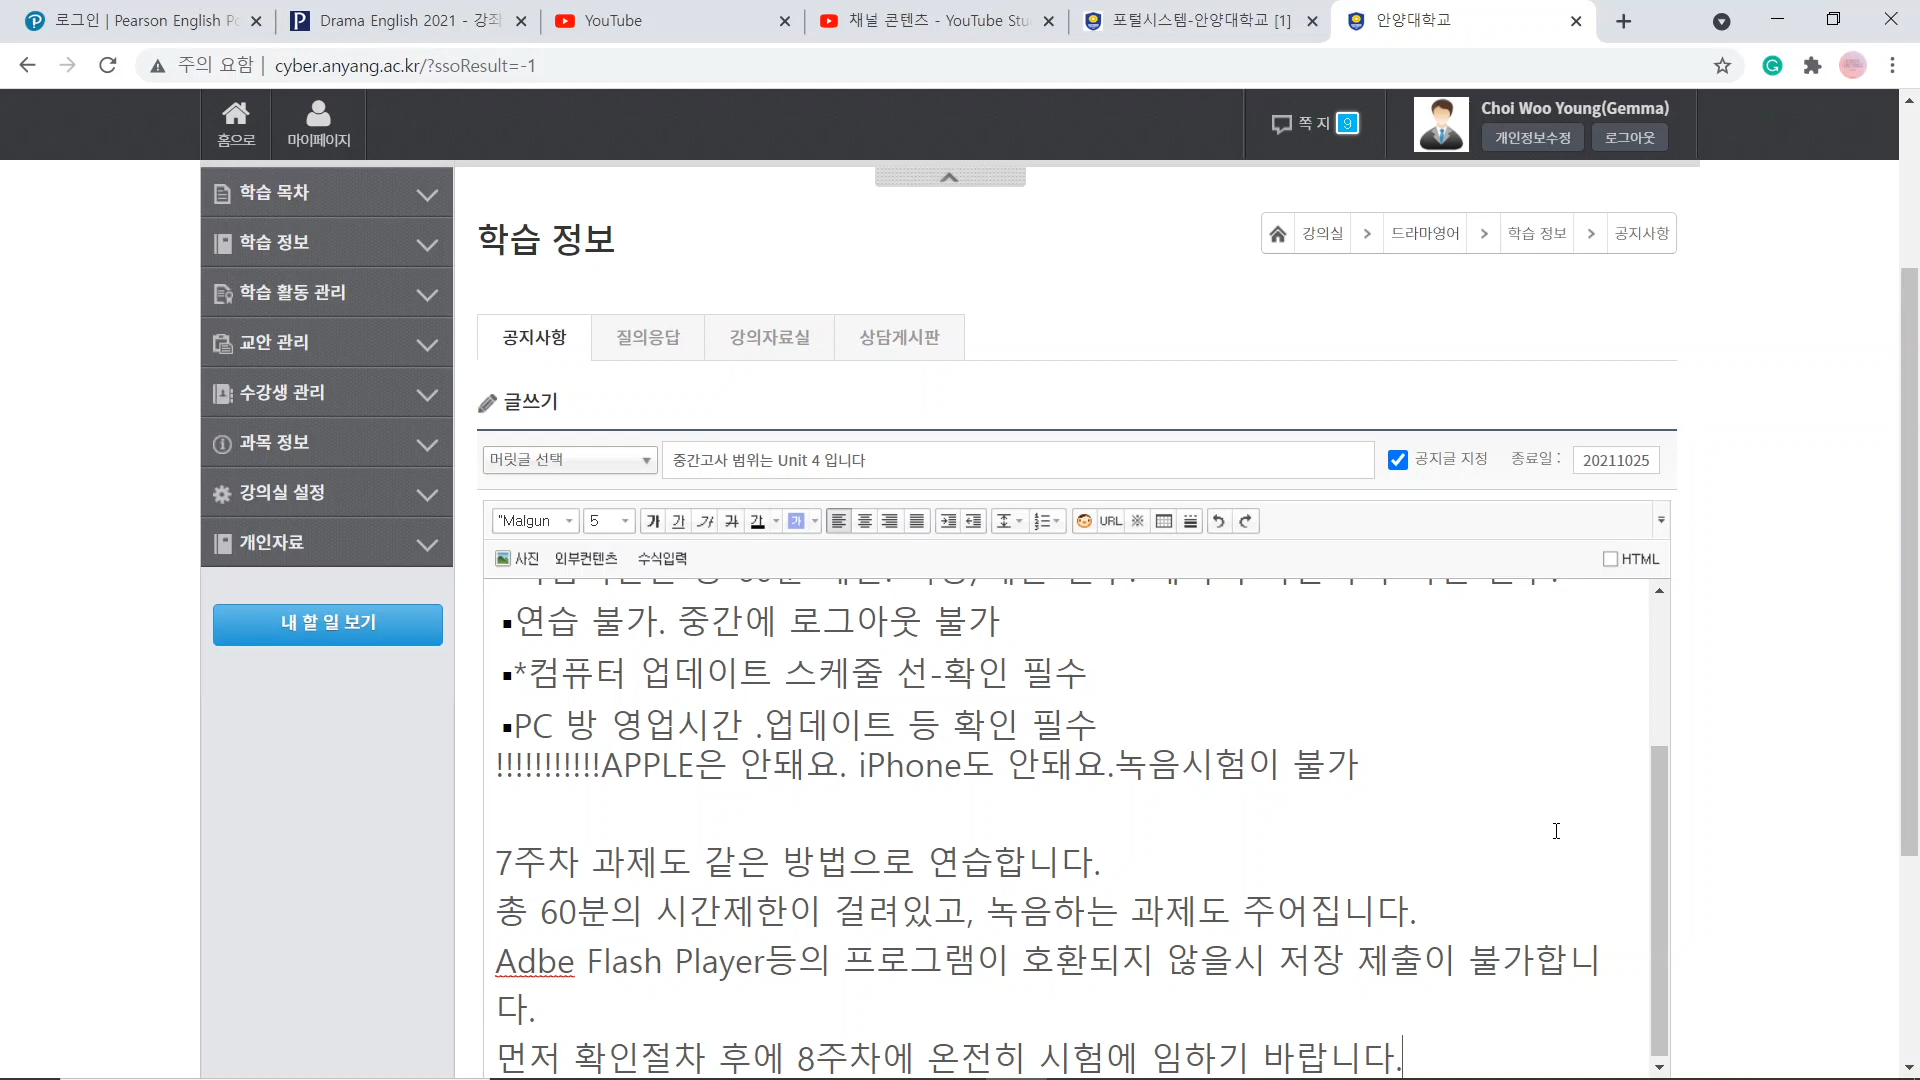 로그인 | Pearson English Po
Drama English 2021 - 강좌
YouTube
채널 콘텐츠 - YouTube Stu
포털시스템-안양대학교 [1]
안양대학교
주의 요함
cyber.anyang.ac.kr/?ssoResult=-1
홈으로
마이페이지
쪽 지 9
Choi Woo Young(Gemma)
개인정보수정
로그아웃
학습 목차
학습 정보
학습 활동 관리
교안 관리
수강생 관리
과목 정보
강의실 설정
개인자료
내 할 일 보기
학습 정보
강의실 > 드라마영어 > 학습 정보 > 공지사항
공지사항
질의응답
강의자료실
상담게시판
글쓰기
머릿글 선택
중간고사 범위는 Unit 4 입니다
공지글 지정
종료일 :
20211025
"Malgun
5
가 가 가 가 가 가
URL
※
사진
외부컨텐츠
수식입력
HTML
▪연습 불가. 중간에 로그아웃 불가
▪*컴퓨터 업데이트 스케줄 선-확인 필수
▪PC 방 영업시간 .업데이트 등 확인 필수
!!!!!!!!!!!APPLE은 안돼요. iPhone도 안돼요.녹음시험이 불가
7주차 과제도 같은 방법으로 연습합니다.
총 60분의 시간제한이 걸려있고, 녹음하는 과제도 주어집니다.
Adbe Flash Player등의 프로그램이 호환되지 않을시 저장 제출이 불가합니
다.
먼저 확인절차 후에 8주차에 온전히 시험에 임하기 바랍니다.